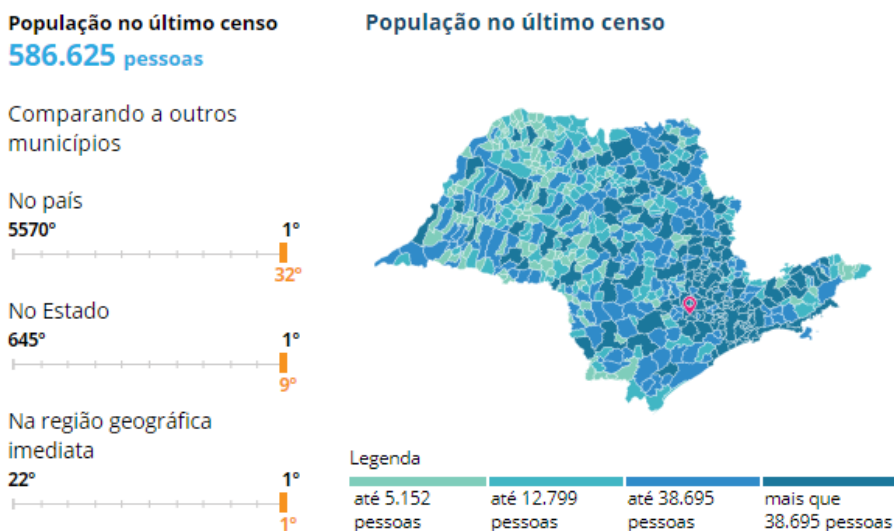 População no último censo
586.625 pessoas
Comparando a outros
municípios
No país
5570° 1°
32°
No Estado
645° 1°
9°
Na região geográfica
imediata
22° 1°
1°
População no último censo
Legenda
até 5.152
pessoas
até 12.799
pessoas
até 38.695
pessoas
mais que
38.695 pessoas